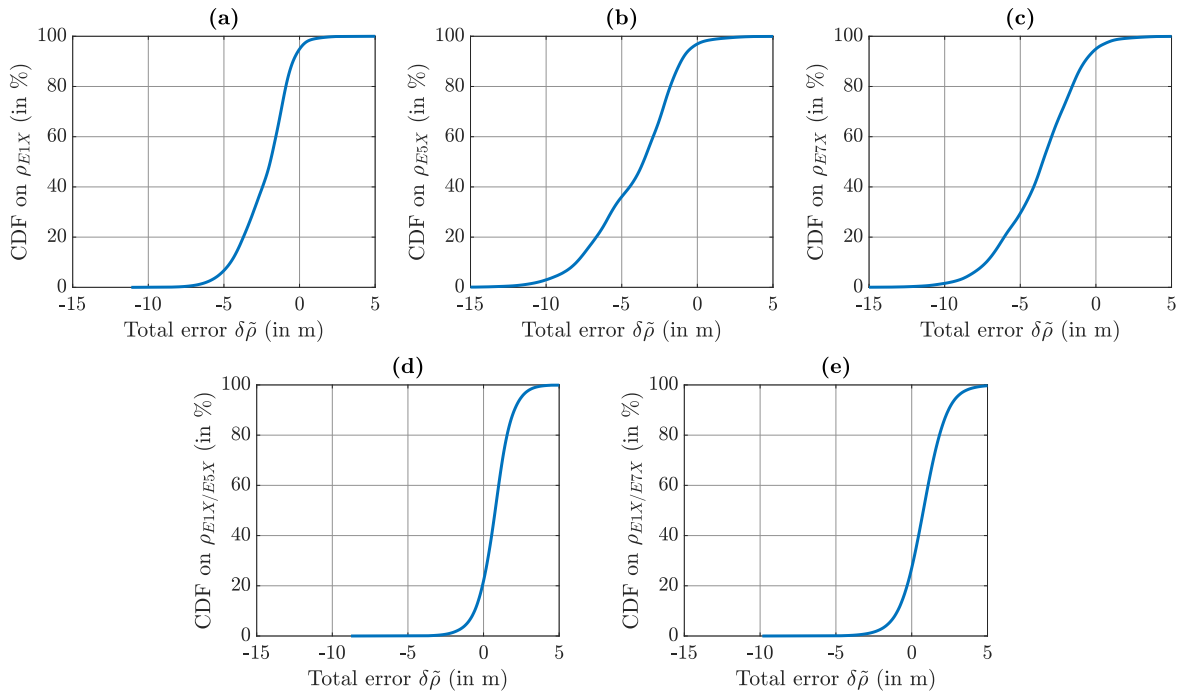 (a)
CDF on ρE1X (in %)
100
80
60
40
20
0
-15 -10 -5 0 5
Total error δρ̃ (in m)
(b)
CDF on ρE5X (in %)
100
80
60
40
20
0
-15 -10 -5 0 5
Total error δρ̃ (in m)
(c)
CDF on ρE7X (in %)
100
80
60
40
20
0
-15 -10 -5 0 5
Total error δρ̃ (in m)
(d)
CDF on ρE1X/E5X (in %)
100
80
60
40
20
0
-15 -10 -5 0 5
Total error δρ̃ (in m)
(e)
CDF on ρE1X/E7X (in %)
100
80
60
40
20
0
-15 -10 -5 0 5
Total error δρ̃ (in m)